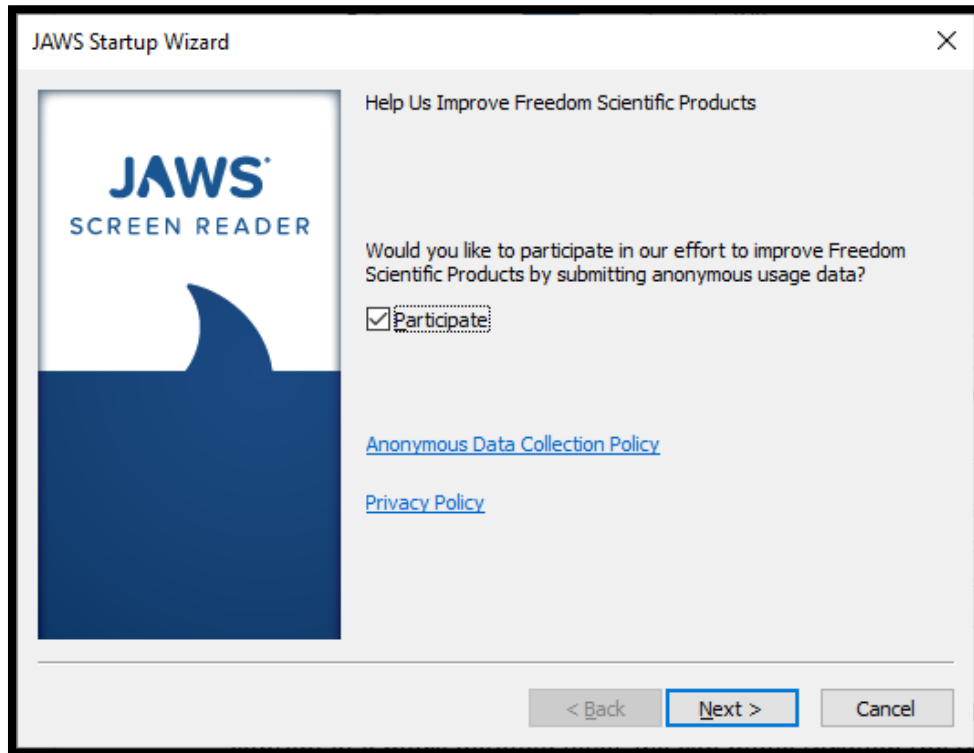 JAWS Startup Wizard
JAWS
SCREEN READER
Help Us Improve Freedom Scientific Products
Would you like to participate in our effort to improve Freedom
Scientific Products by submitting anonymous usage data?
Participate
Anonymous Data Collection Policy
Privacy Policy
< Back
Next >
Cancel